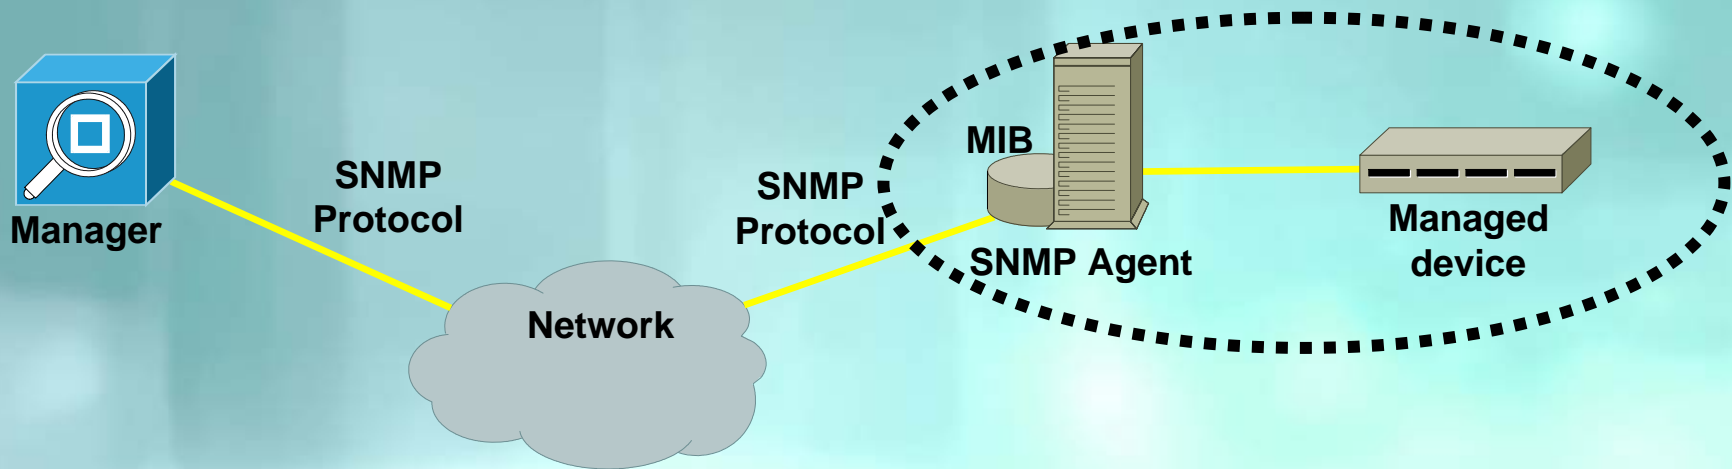 Manager
SNMP
Protocol
Network
SNMP
Protocol
MIB
SNMP Agent
Managed
device